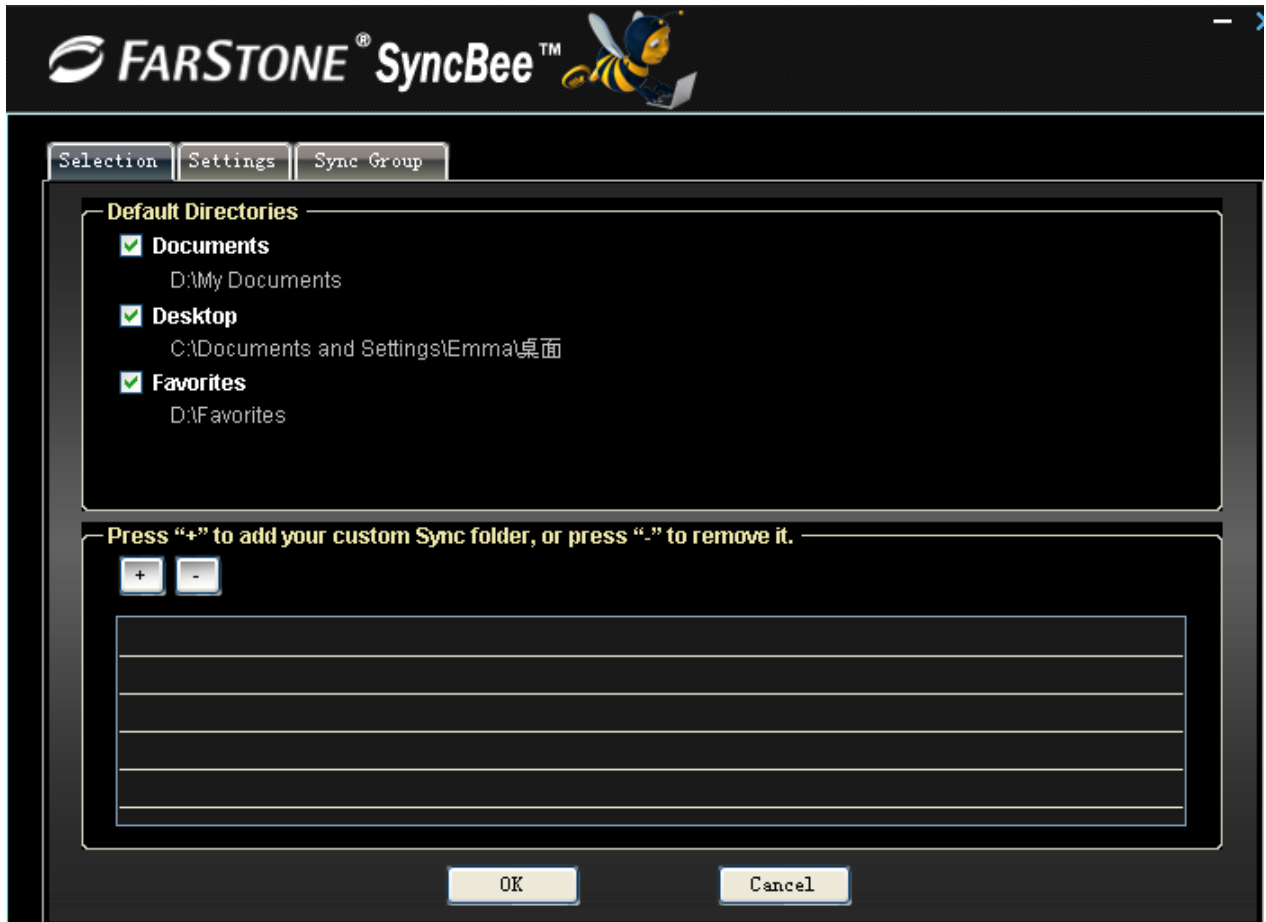 FARSTONE® SyncBee™
Selection Settings Sync Group
Default Directories
Documents
D:\My Documents
Desktop
C:\Documents and Settings\Emma\桌面
Favorites
D:\Favorites
Press “+” to add your custom Sync folder, or press “-” to remove it.
+ -
OK Cancel